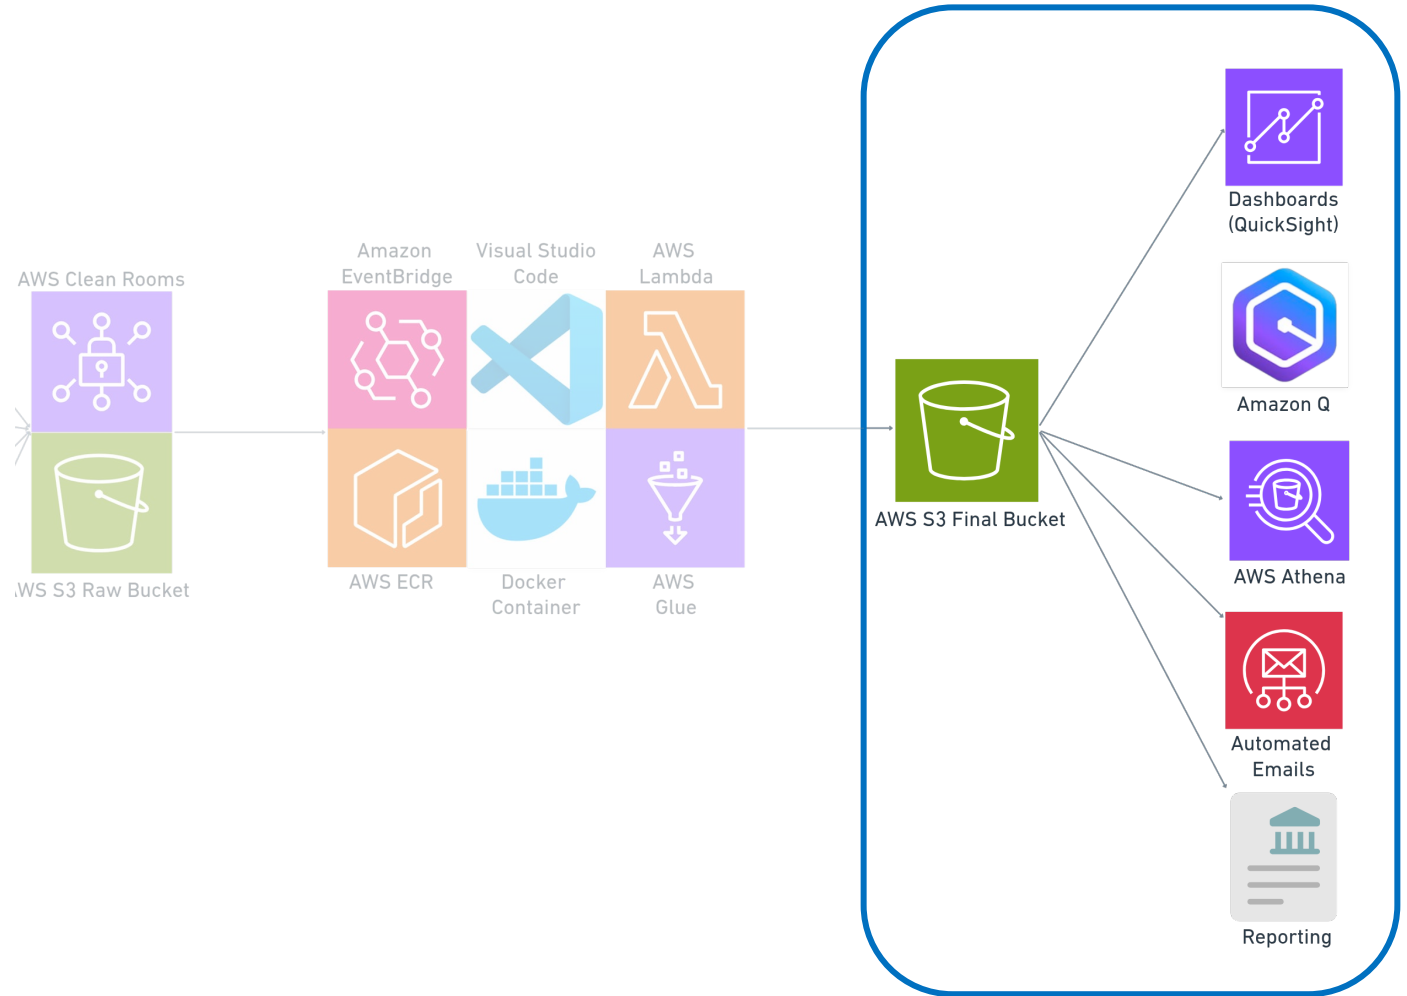 AWS Clean Rooms
WS S3 Raw Bucket
Amazon
EventBridge
Visual Studio
Code
AWS
Lambda
AWS ECR
Docker
Container
AWS
Glue
AWS S3 Final Bucket
Dashboards
(QuickSight)
Amazon Q
AWS Athena
Automated
Emails
Reporting